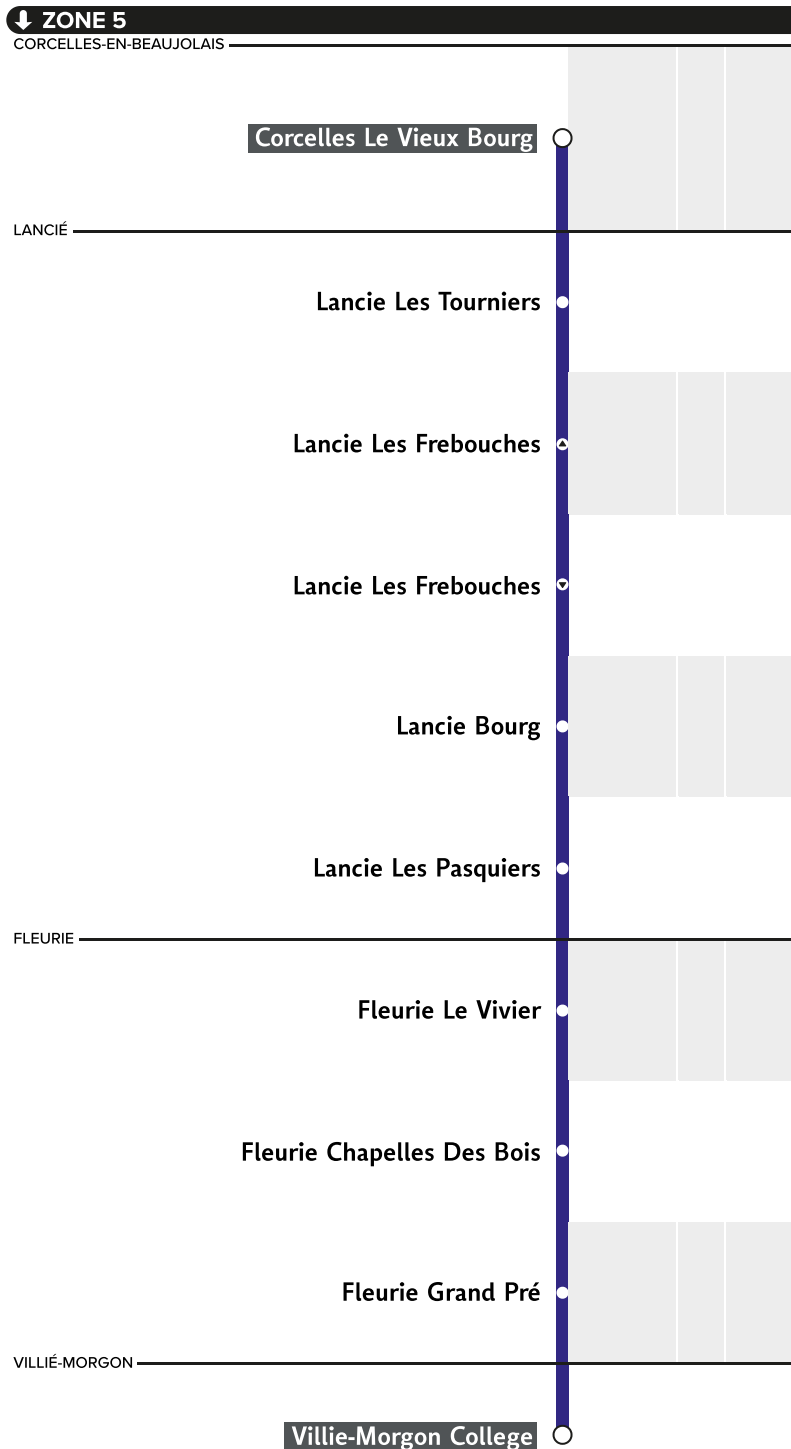 ZONE 5
CORCELLES-EN-BEAUJOLAIS
Corcelles Le Vieux Bourg
LANCIÉ
Lancie Les Tourniers
Lancie Les Frebouches
Lancie Les Frebouches
Lancie Bourg
Lancie Les Pasquiers
FLEURIE
Fleurie Le Vivier
Fleurie Chapelles Des Bois
Fleurie Grand Pré
VILLIÉ-MORGON
Villie-Morgon College